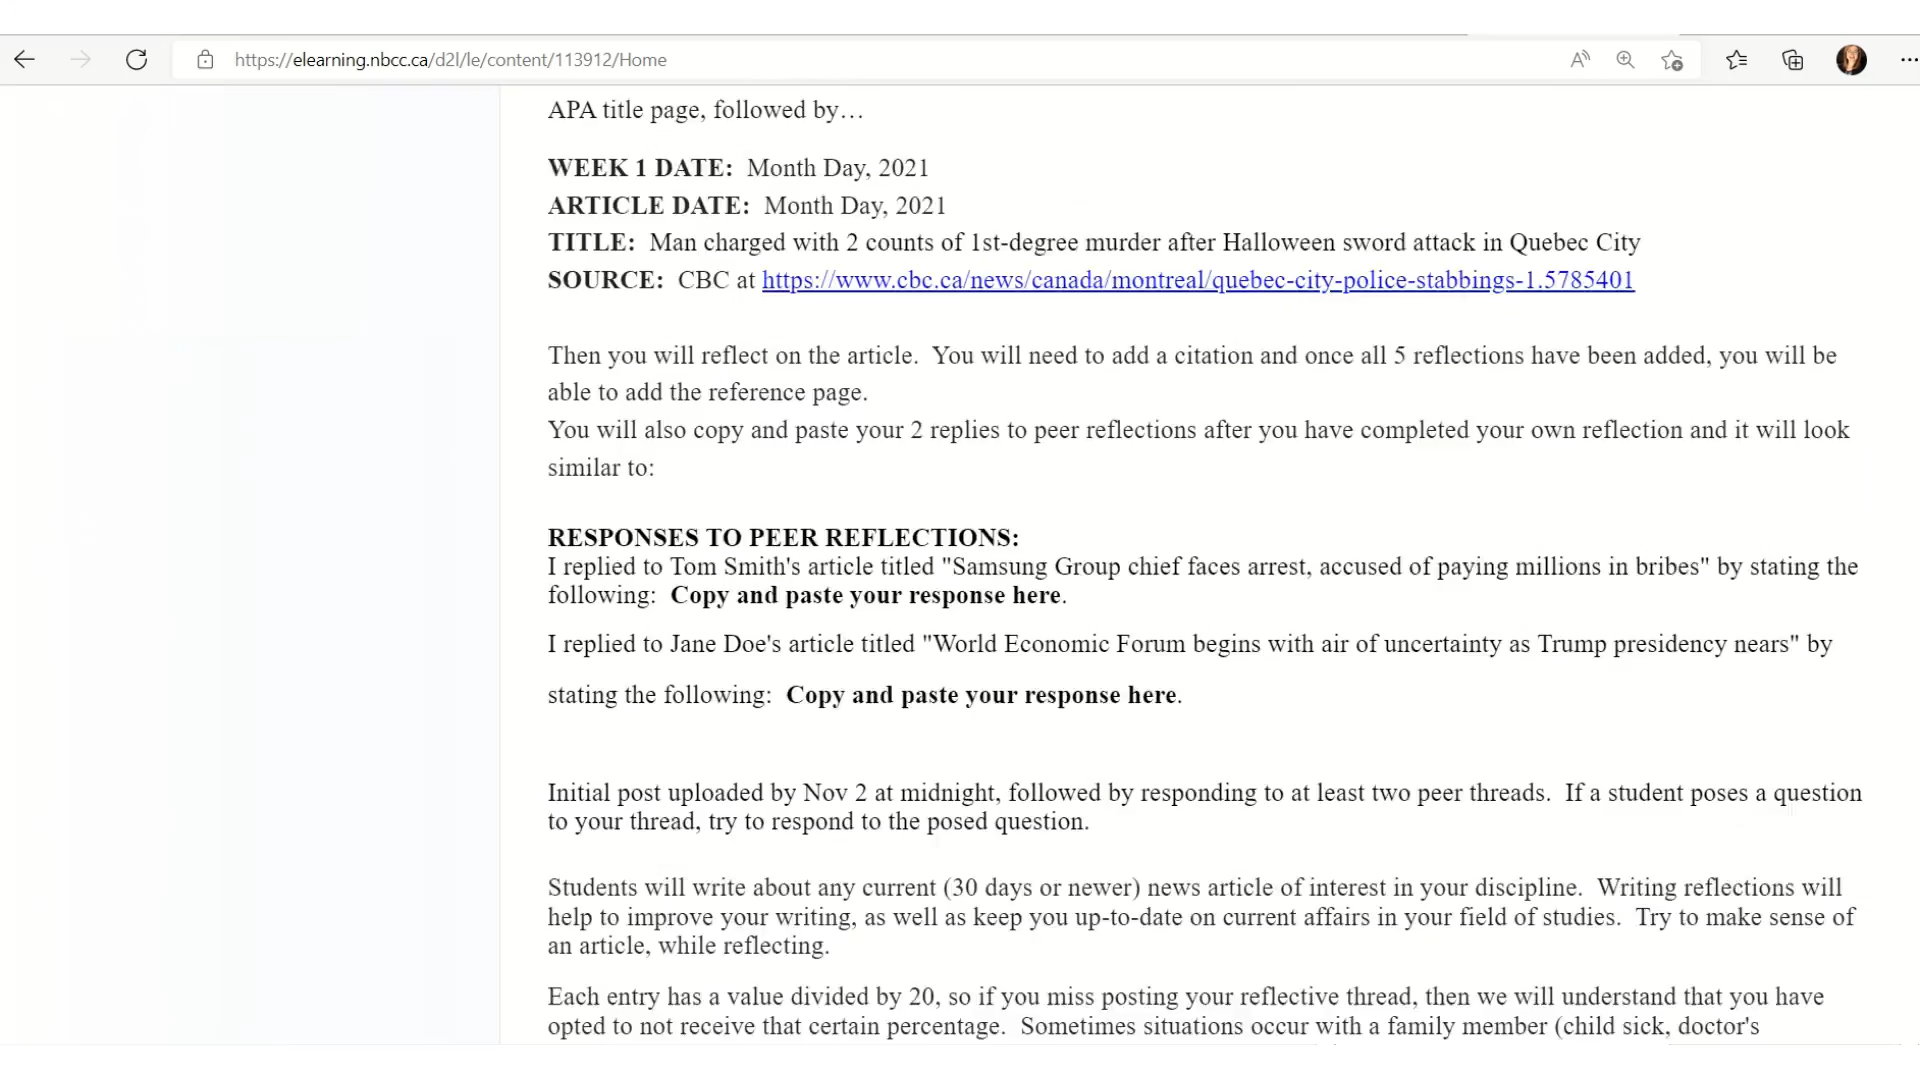 https://elearning.nbcc.ca/d2l/le/content/113912/Home
APA title page, followed by…
WEEK 1 DATE:  Month Day, 2021
ARTICLE DATE:  Month Day, 2021
TITLE:  Man charged with 2 counts of 1st-degree murder after Halloween sword attack in Quebec City
SOURCE:  CBC at https://www.cbc.ca/news/canada/montreal/quebec-city-police-stabbings-1.5785401
Then you will reflect on the article.  You will need to add a citation and once all 5 reflections have been added, you will be
able to add the reference page.
You will also copy and paste your 2 replies to peer reflections after you have completed your own reflection and it will look
similar to:
RESPONSES TO PEER REFLECTIONS:
I replied to Tom Smith's article titled "Samsung Group chief faces arrest, accused of paying millions in bribes" by stating the
following:  Copy and paste your response here.
I replied to Jane Doe's article titled "World Economic Forum begins with air of uncertainty as Trump presidency nears" by
stating the following:  Copy and paste your response here.
Initial post uploaded by Nov 2 at midnight, followed by responding to at least two peer threads.  If a student poses a question
to your thread, try to respond to the posed question.
Students will write about any current (30 days or newer) news article of interest in your discipline.  Writing reflections will
help to improve your writing, as well as keep you up-to-date on current affairs in your field of studies.  Try to make sense of
an article, while reflecting.
Each entry has a value divided by 20, so if you miss posting your reflective thread, then we will understand that you have
opted to not receive that certain percentage.  Sometimes situations occur with a family member (child sick, doctor's